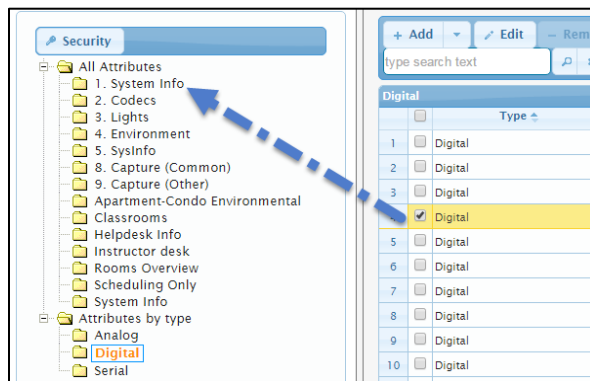 Security
All Attributes
1. System Info
2. Codecs
3. Lights
4. Environment
5. SysInfo
8. Capture (Common)
9. Capture (Other)
Apartment-Condo Environmental
Classrooms
Helpdesk Info
Instructor desk
Rooms Overview
Scheduling Only
System Info
Attributes by type
Analog
Digital
Serial
+ Add Edit - Rem
type search text
Digital
Type
1 Digital
2 Digital
3 Digital
Digital
5 Digital
6 Digital
7 Digital
8 Digital
9 Digital
10 Digital